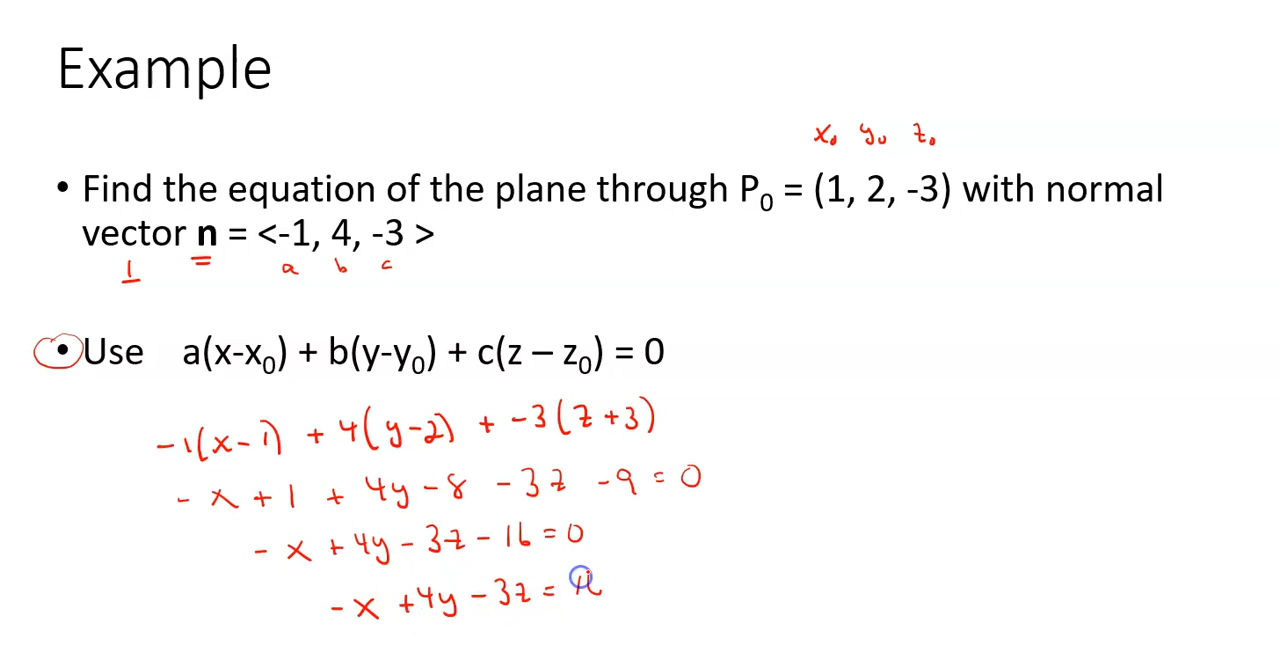 Example
x₀ y₀ z₀
• Find the equation of the plane through P₀ = (1, 2, -3) with normal
vector n = <-1, 4, -3 >
1 a b c
• Use a(x-x₀) + b(y-y₀) + c(z – z₀) = 0
-1(x-1) + 4(y-2) + -3(z+3)
- x + 1 + 4y - 8 - 3z - 9 = 0
- x + 4y - 3z - 16 = 0
- x + 4y - 3z =